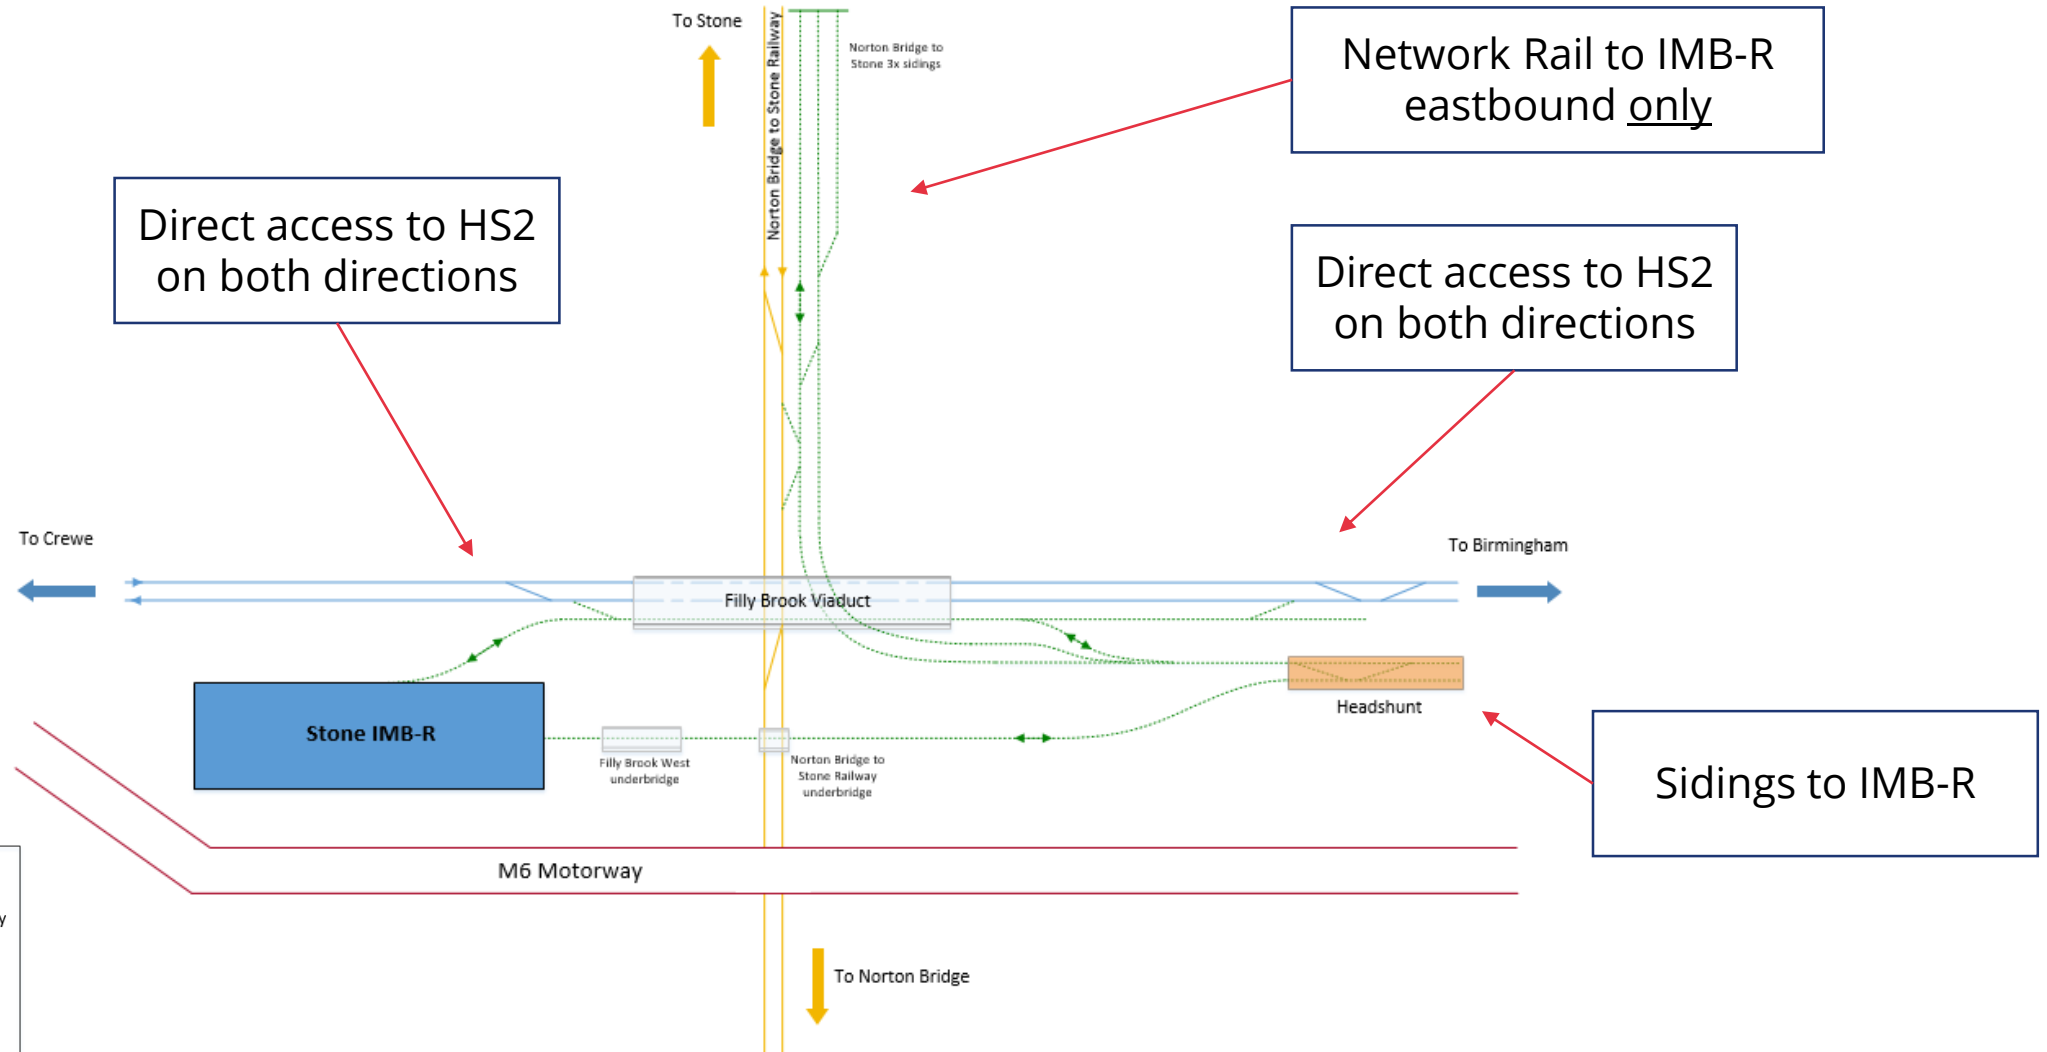 To Stone
Norton Bridge to Stone Railway
Norton Bridge to
Stone 3x sidings
Network Rail to IMB-R
eastbound only
Direct access to HS2
on both directions
Direct access to HS2
on both directions
To Crewe
To Birmingham
Filly Brook Viaduct
Stone IMB-R
Headshunt
Filly Brook West
underbridge
Norton Bridge to
Stone Railway
underbridge
Sidings to IMB-R
M6 Motorway
y
To Norton Bridge